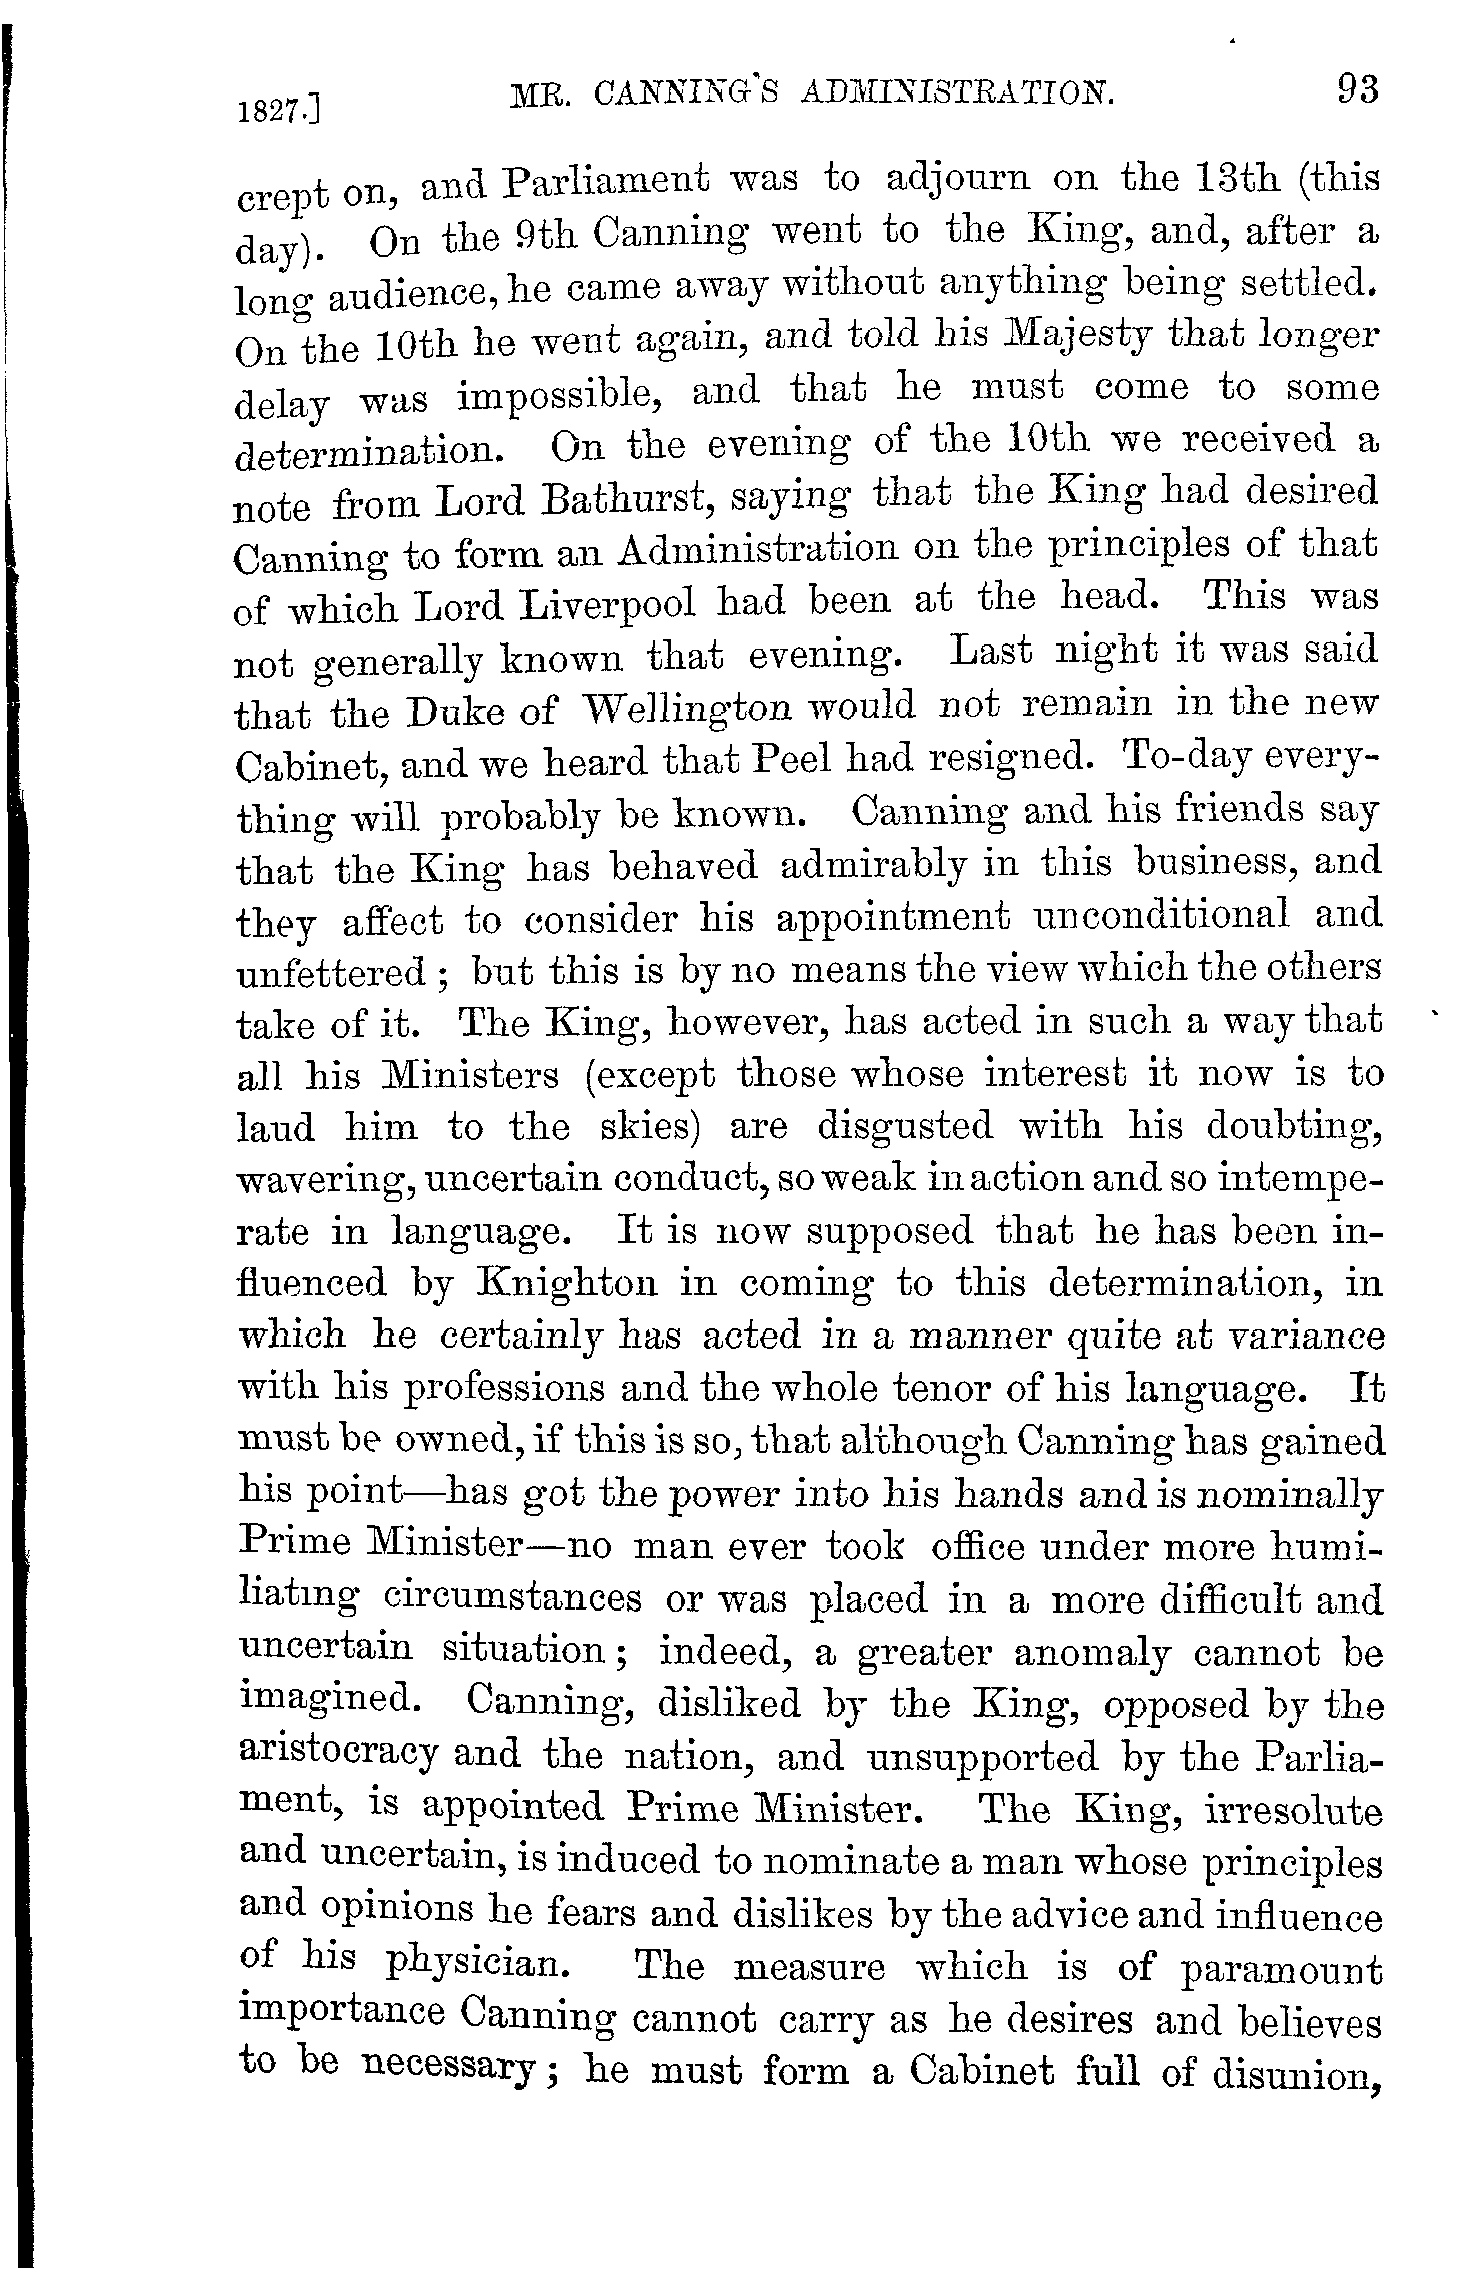 1827.] MR. CANNING'S ADMINISTRATION. 93
crept on, and Parliament was to adjourn on the 13th (this
day). On the 9th Canning went to the King, and, after a
long audience, he came away without anything being settled.
On the 10th he went again, and told his Majesty that longer
delay was impossible, and that he must come to some
determination. On the evening of the 10th we received a
note from Lord Bathurst, saying that the King had desired
Canning to form an Administration on the principles of that
of which Lord Liverpool had been at the head. This was
not generally known that evening. Last night it was said
that the Duke of Wellington would not remain in the new
Cabinet, and we heard that Peel had resigned. To-day every-
thing will probably be known. Canning and his friends say
that the King has behaved admirably in this business, and
they affect to consider his appointment unconditional and
unfettered; but this is by no means the view which the others
take of it. The King, however, has acted in such a way that
all his Ministers (except those whose interest it now is to
laud him to the skies) are disgusted with his doubting,
wavering, uncertain conduct, so weak in action and so intempe-
rate in language. It is now supposed that he has been in-
fluenced by Knighton in coming to this determination, in
which he certainly has acted in a manner quite at variance
with his professions and the whole tenor of his language. It
must be owned, if this is so, that although Canning has gained
his point—has got the power into his hands and is nominally
Prime Minister—no man ever took office under more humi-
liating circumstances or was placed in a more difficult and
uncertain situation; indeed, a greater anomaly cannot be
imagined. Canning, disliked by the King, opposed by the
aristocracy and the nation, and unsupported by the Parlia-
ment, is appointed Prime Minister. The King, irresolute
and uncertain, is induced to nominate a man whose principles
and opinions he fears and dislikes by the advice and influence
of his physician. The measure which is of paramount
importance Canning cannot carry as he desires and believes
to be necessary; he must form a Cabinet full of disunion,